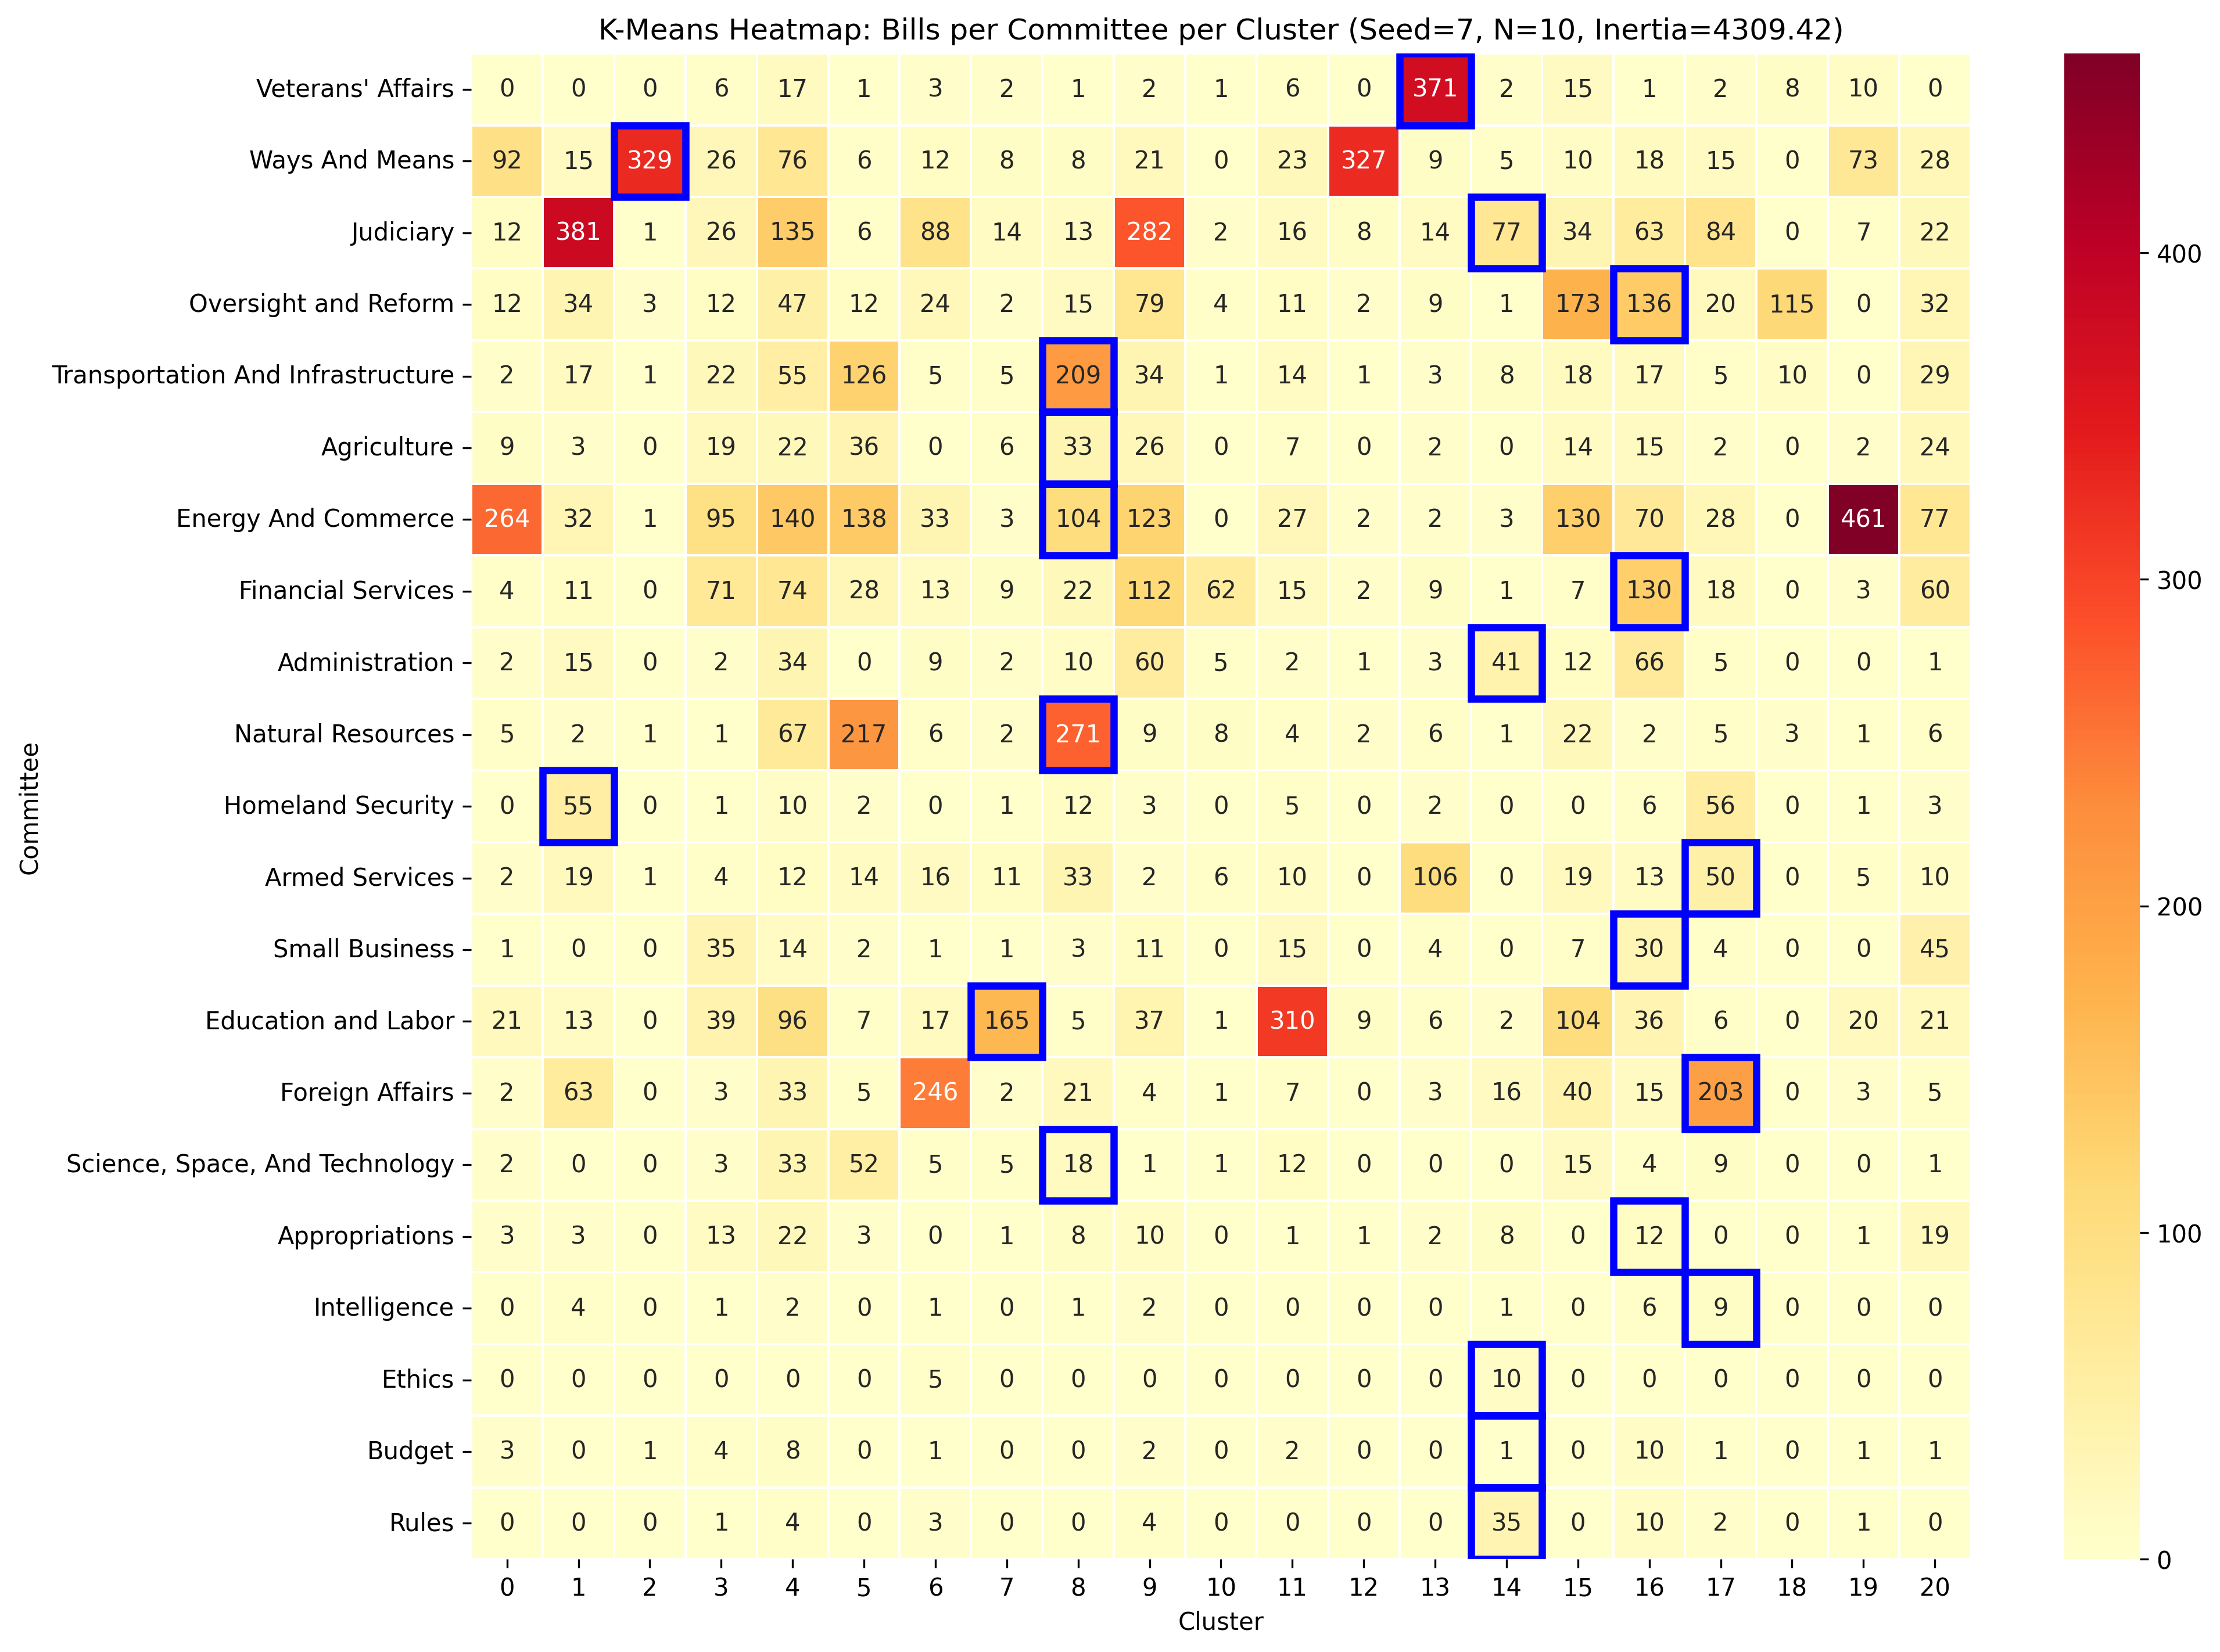 K-Means Heatmap: Bills per Committee per Cluster (Seed=7, N=10, Inertia=4309.42)
Veterans' Affairs 0 0 0 6 17 1 3 2 1 2 1 6 0 371 2 15 1 2 8 10 0
Ways And Means 92 15 329 26 76 6 12 8 8 21 0 23 327 9 5 10 18 15 0 73 28
Judiciary 12 381 1 26 135 6 88 14 13 282 2 16 8 14 77 34 63 84 0 7 22
Oversight and Reform 12 34 3 12 47 12 24 2 15 79 4 11 2 9 1 173 136 20 115 0 32
Transportation And Infrastructure 2 17 1 22 55 126 5 5 209 34 1 14 1 3 8 18 17 5 10 0 29
Agriculture 9 3 0 19 22 36 0 6 33 26 0 7 0 2 0 14 15 2 0 2 24
Energy And Commerce 264 32 1 95 140 138 33 3 104 123 0 27 2 2 3 130 70 28 0 461 77
Financial Services 4 11 0 71 74 28 13 9 22 112 62 15 2 9 1 7 130 18 0 3 60
Administration 2 15 0 2 34 0 9 2 10 60 5 2 1 3 41 12 66 5 0 0 1
Natural Resources 5 2 1 1 67 217 6 2 271 9 8 4 2 6 1 22 2 5 3 1 6
Homeland Security 0 55 0 1 10 2 0 1 12 3 0 5 0 2 0 0 6 56 0 1 3
Armed Services 2 19 1 4 12 14 16 11 33 2 6 10 0 106 0 19 13 50 0 5 10
Small Business 1 0 0 35 14 2 1 1 3 11 0 15 0 4 0 7 30 4 0 0 45
Education and Labor 21 13 0 39 96 7 17 165 5 37 1 310 9 6 2 104 36 6 0 20 21
Foreign Affairs 2 63 0 3 33 5 246 2 21 4 1 7 0 3 16 40 15 203 0 3 5
Science, Space, And Technology 2 0 0 3 33 52 5 5 18 1 1 12 0 0 0 15 4 9 0 0 1
Appropriations 3 3 0 13 22 3 0 1 8 10 0 1 1 2 8 0 12 0 0 1 19
Intelligence 0 4 0 1 2 0 1 0 1 2 0 0 0 0 1 0 6 9 0 0 0
Ethics 0 0 0 0 0 0 5 0 0 0 0 0 0 0 10 0 0 0 0 0 0
Budget 3 0 1 4 8 0 1 0 0 2 0 2 0 0 1 0 10 1 0 1 1
Rules 0 0 0 1 4 0 3 0 0 4 0 0 0 0 35 0 10 2 0 1 0
0 1 2 3 4 5 6 7 8 9 10 11 12 13 14 15 16 17 18 19 20
Cluster
Committee
400
300
200
100
0